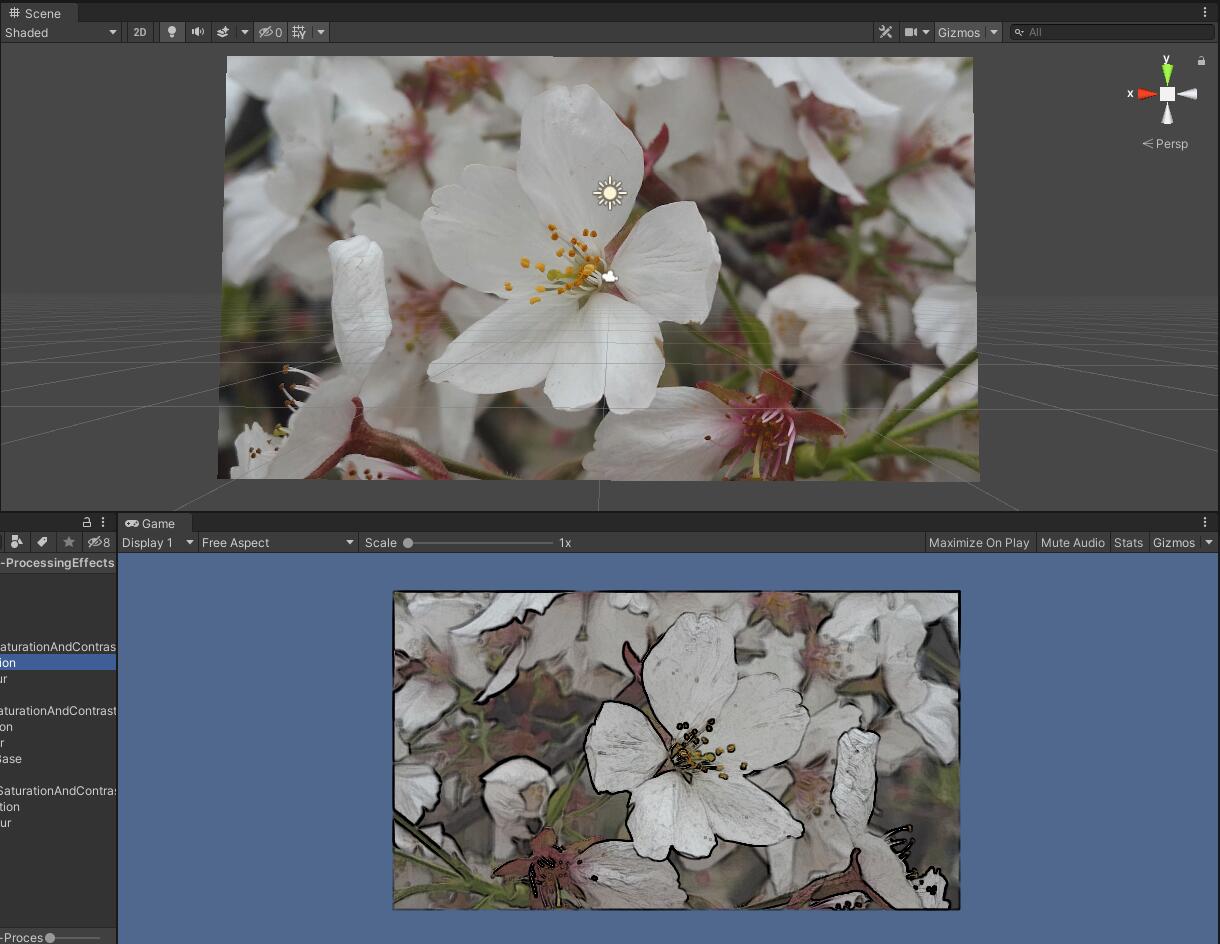 Scene
Shaded 2D 0 Gizmos All
y
x
Persp
Game
8 Display 1 Free Aspect Scale 1x Maximize On Play Mute Audio Stats Gizmos
-ProcessingEffects
aturationAndContras
ion
ur
aturationAndContrast
on
r
Base
SaturationAndContras
tion
ur
-Proces